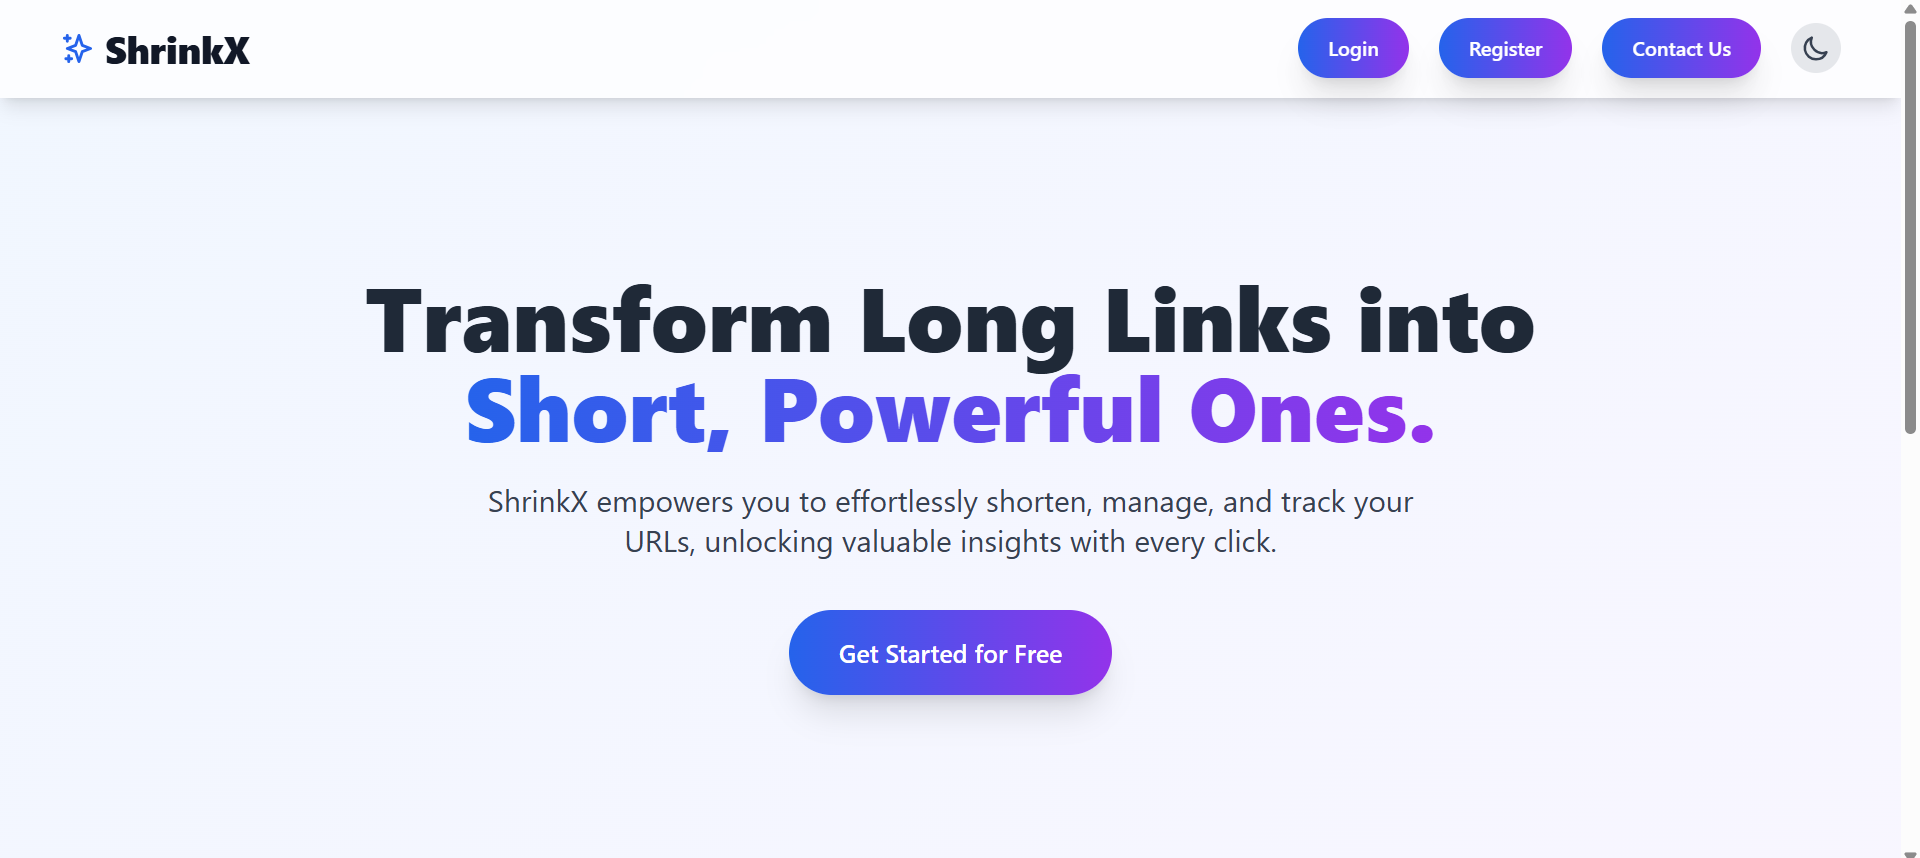 ShrinkX
Login
Register
Contact Us
Transform Long Links into
Short, Powerful Ones.
ShrinkX empowers you to effortlessly shorten, manage, and track your
URLs, unlocking valuable insights with every click.
Get Started for Free